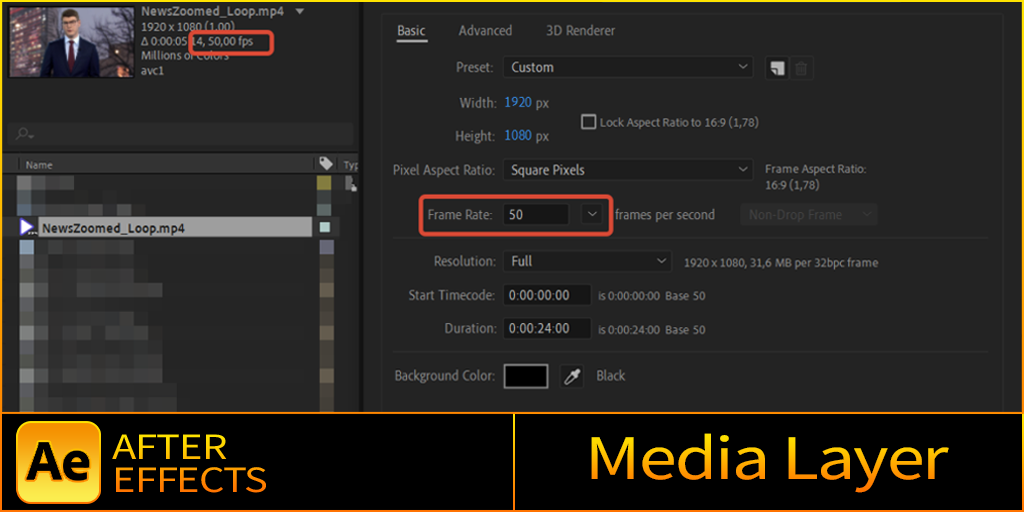 NewsZoomed_Loop.mp4
1920 x 1080 (1,00)
Δ 0:00:05:14, 50,00 fps
Millions of Colors
avc1
Name
Typ
NewsZoomed_Loop.mp4
Basic Advanced 3D Renderer
Preset: Custom
Width: 1920 px
Lock Aspect Ratio to 16:9 (1,78)
Height: 1080 px
Pixel Aspect Ratio: Square Pixels
Frame Aspect Ratio:
16:9 (1,78)
Frame Rate: 50 frames per second Non-Drop Frame
Resolution: Full 1920 x 1080, 31,6 MB per 32bpc frame
Start Timecode: 0:00:00:00 is 0:00:00:00 Base 50
Duration: 0:00:24:00 is 0:00:24:00 Base 50
Background Color: Black
Ae
AFTER
EFFECTS
Media Layer